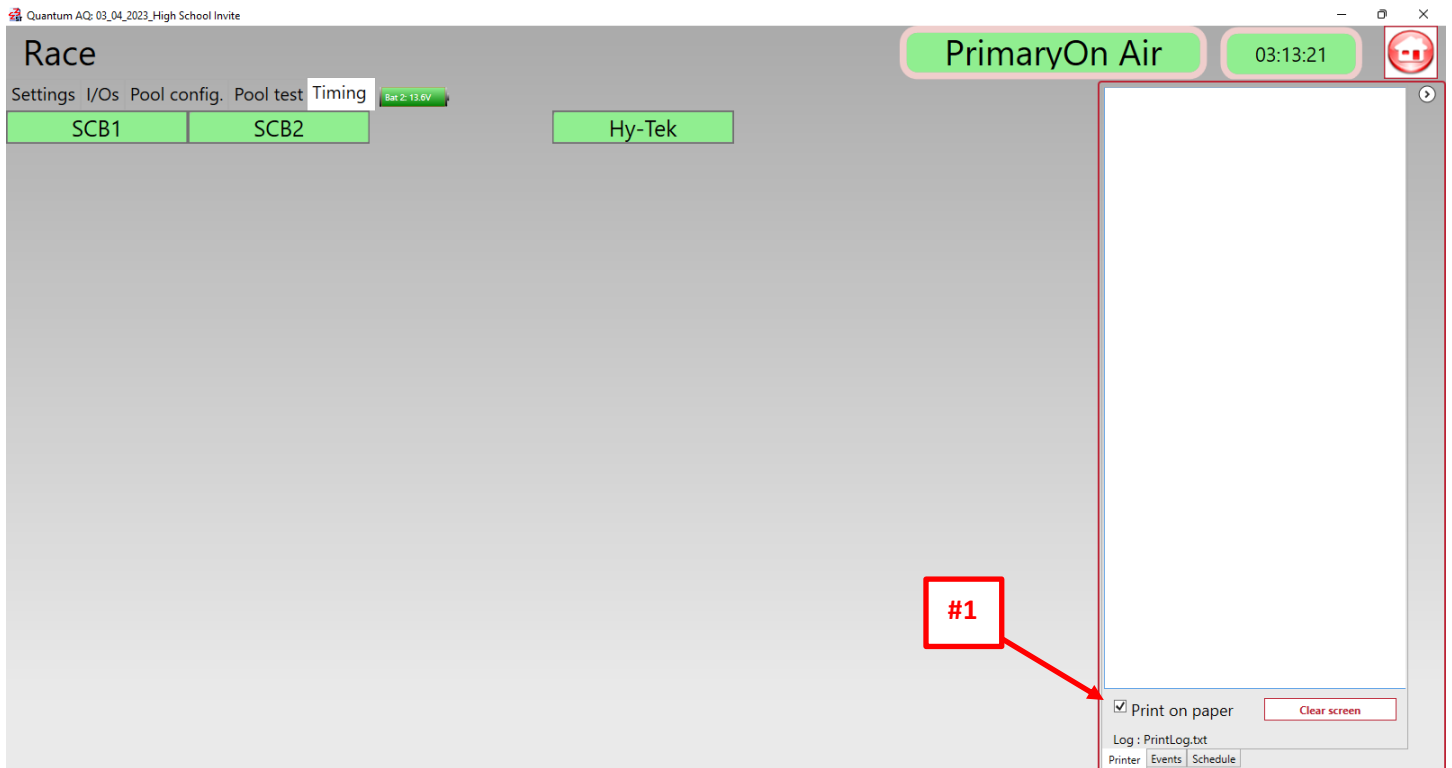 Quantum AQ: 03_04_2023_High School Invite
Race
PrimaryOn Air
03:13:21
Settings I/Os Pool config. Pool test Timing Bat 2: 13.6V
SCB1 SCB2 Hy-Tek
#1
Print on paper Clear screen
Log : PrintLog.txt
Printer Events Schedule